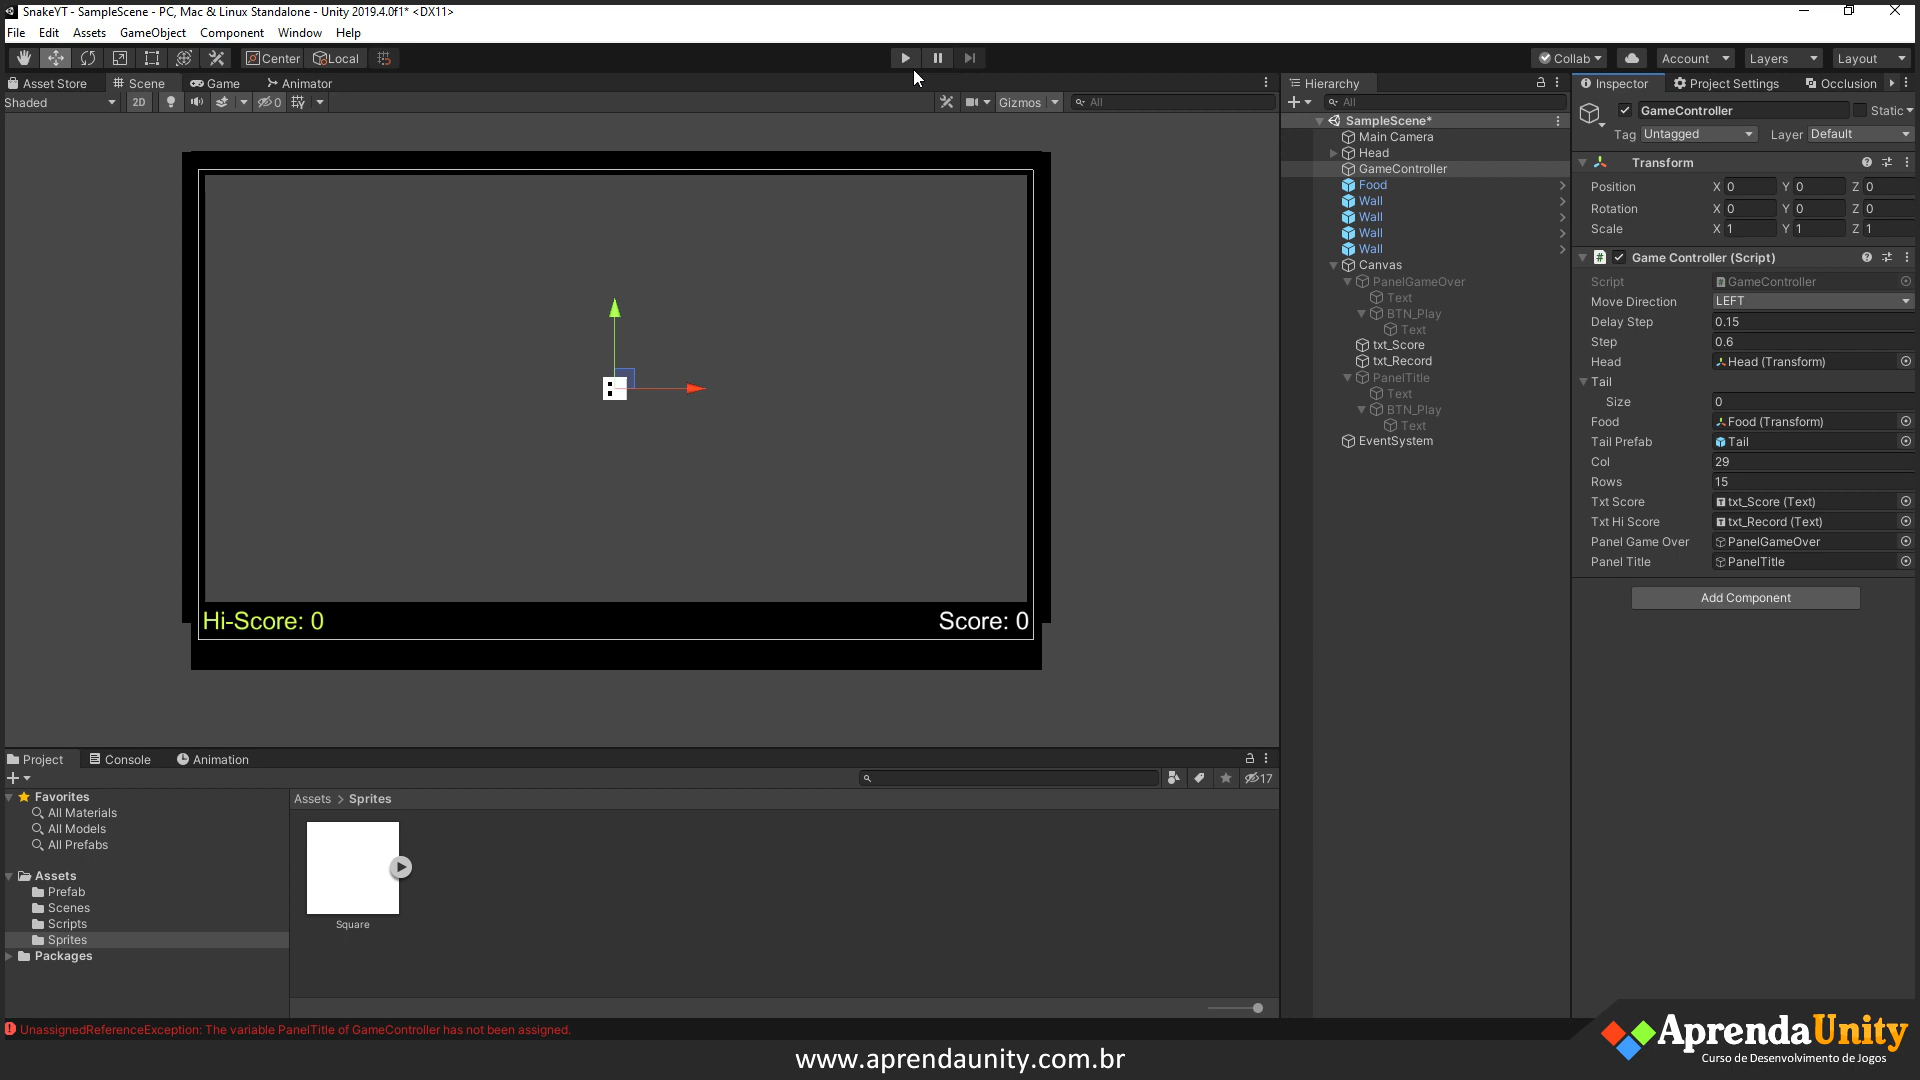 SnakeYT - SampleScene - PC, Mac & Linux Standalone - Unity 2019.4.0f1* <DX11>
File Edit Assets GameObject Component Window Help
Center Local Collab Account Layers Layout
Asset Store Scene Game Animator
Shaded 2D 0 Gizmos All
Hi-Score: 0 Score: 0
Hierarchy
All
SampleScene*
Main Camera
Head
GameController
Food
Wall
Wall
Wall
Wall
Canvas
PanelGameOver
Text
BTN_Play
Text
txt_Score
txt_Record
PanelTitle
Text
BTN_Play
Text
EventSystem
Inspector Project Settings Occlusion
GameController Static
Tag Untagged Layer Default
Transform
Position X 0 Y 0 Z 0
Rotation X 0 Y 0 Z 0
Scale X 1 Y 1 Z 1
# Game Controller (Script)
Script GameController
Move Direction LEFT
Delay Step 0.15
Step 0.6
Head Head (Transform)
Tail
Size 0
Food Food (Transform)
Tail Prefab Tail
Col 29
Rows 15
Txt Score txt_Score (Text)
Txt Hi Score txt_Record (Text)
Panel Game Over PanelGameOver
Panel Title PanelTitle
Add Component
Project Console Animation
17
Favorites
All Materials
All Models
All Prefabs
Assets
Prefab
Scenes
Scripts
Sprites
Packages
Assets > Sprites
Square
UnassignedReferenceException: The variable PanelTitle of GameController has not been assigned.
www.aprendaunity.com.br
AprendaUnity
Curso de Desenvolvimento de Jogos